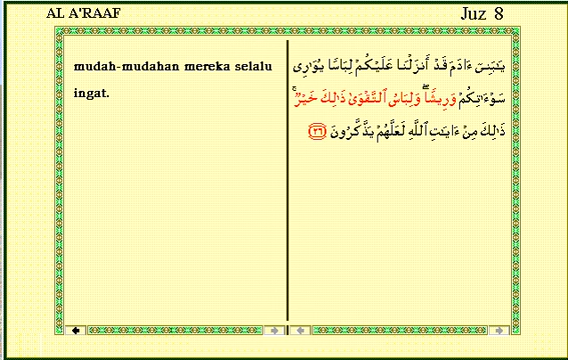 AL A'RAAF
Juz 8
mudah-mudahan mereka selalu
ingat.
يَـٰبَنِىٓ ءَادَمَ قَدْ أَنزَلْنَا عَلَيْكُمْ لِبَاسًا يُوَٰرِى
سَوْءَٰتِكُمْ وَرِيشًا ۖ وَلِبَاسُ ٱلتَّقْوَىٰ ذَٰلِكَ خَيْرٌ ۚ
ذَٰلِكَ مِنْ ءَايَـٰتِ ٱللَّهِ لَعَلَّهُمْ يَذَّكَّرُونَ ٢٦